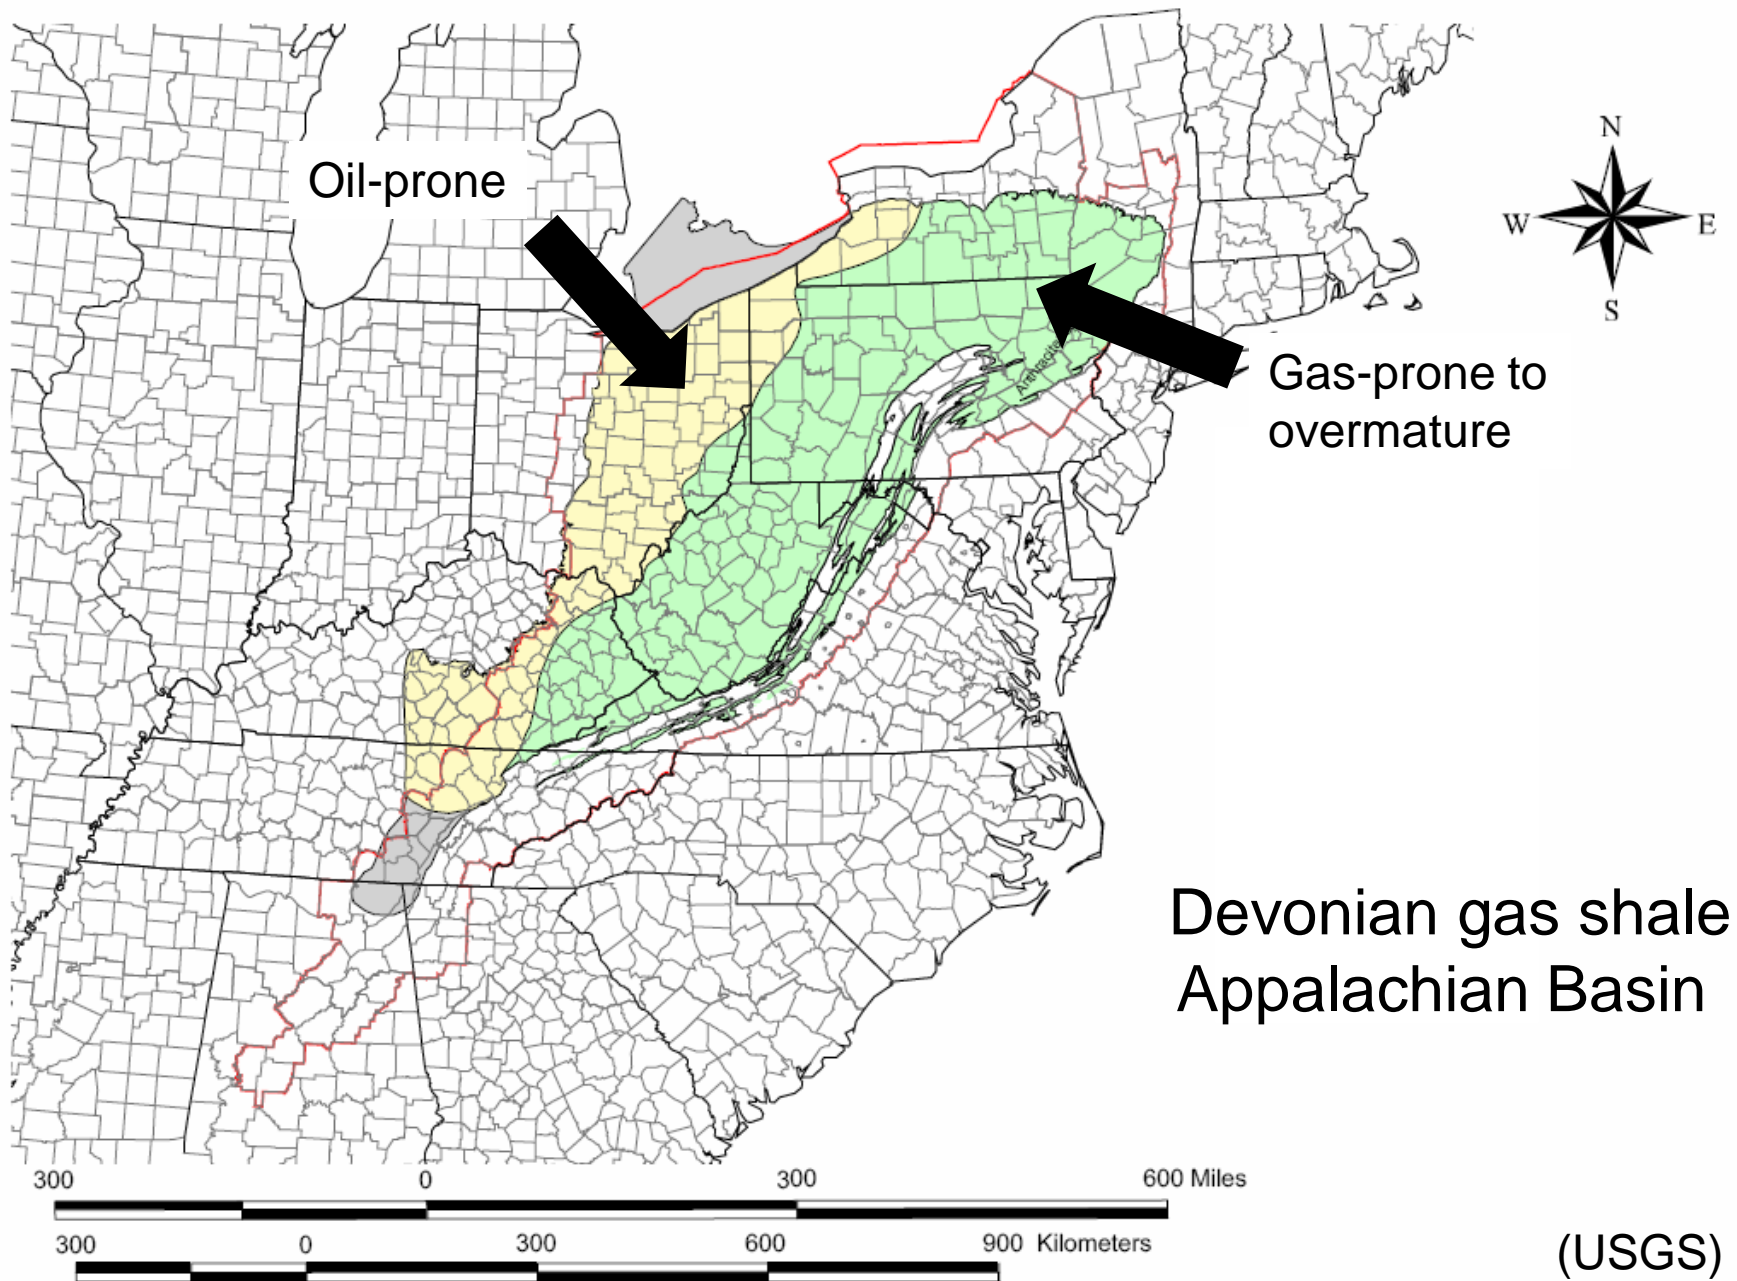 N
W
E
S
Oil-prone
Gas-prone to
overmature
Anthracite
Devonian gas shale
Appalachian Basin
300 0 300 600 Miles
300 0 300 600 900 Kilometers
(USGS)